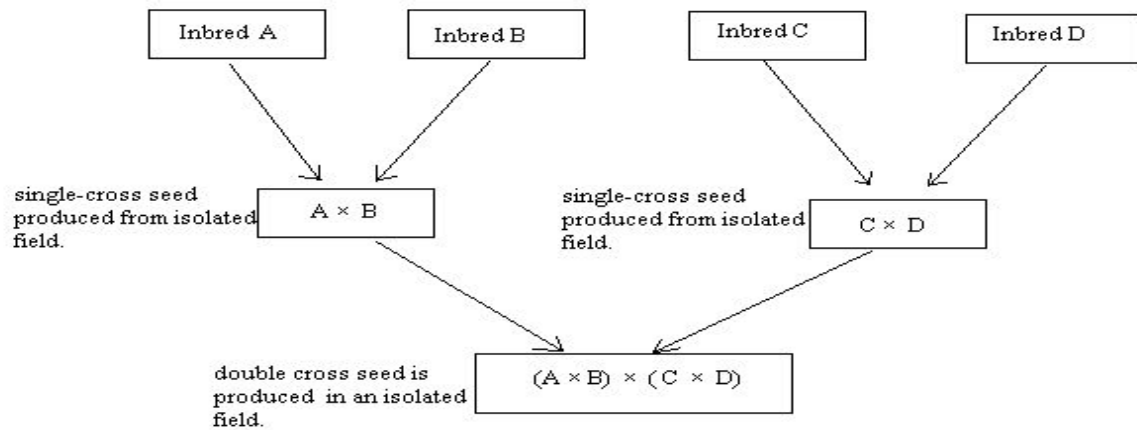 Inbred A
Inbred B
Inbred C
Inbred D
single-cross seed
produced from isolated
field.
A × B
single-cross seed
produced from isolated
field.
C × D
double cross seed is
produced in an isolated
field.
(A × B) × (C × D)